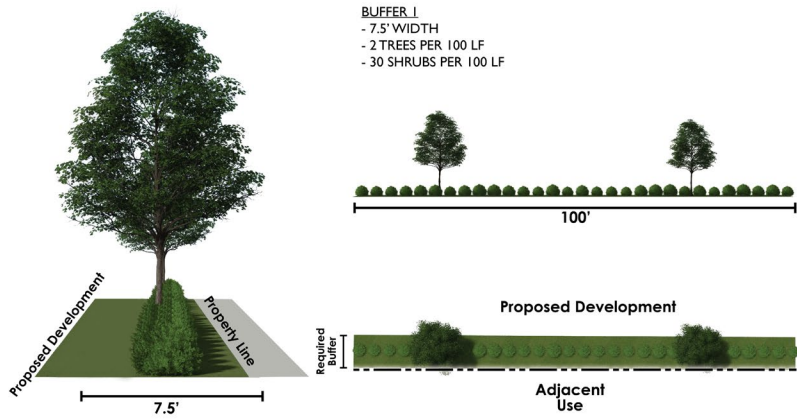 BUFFER 1
- 7.5' WIDTH
- 2 TREES PER 100 LF
- 30 SHRUBS PER 100 LF
100'
Proposed Development
Property Line
7.5'
Proposed Development
Required
Buffer
Adjacent
Use